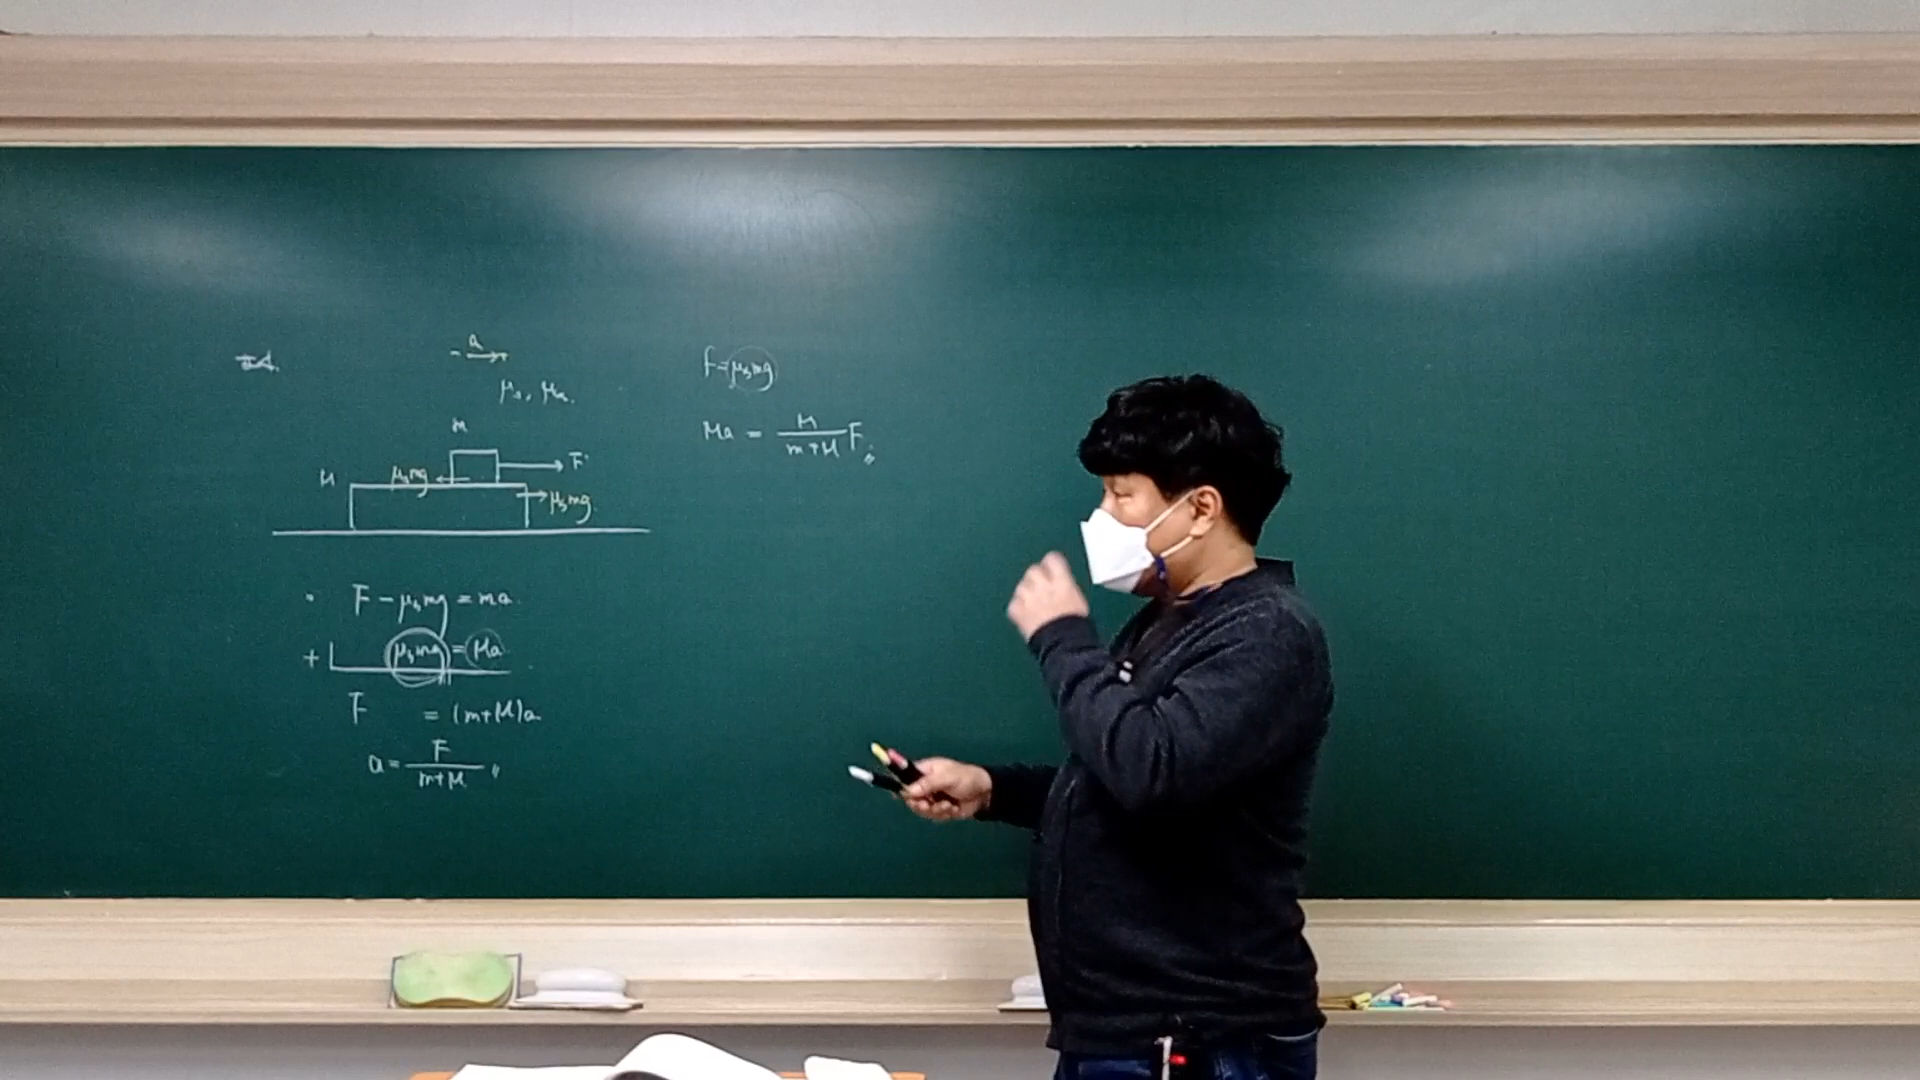 a
μs, μk.
m
F
M
μsmg
μsmg
F - μsmg = ma
+ μsmg = Ma
F = (m+M)a
a = F/(m+M)
f=μsmg
Ma = M/(m+M) F